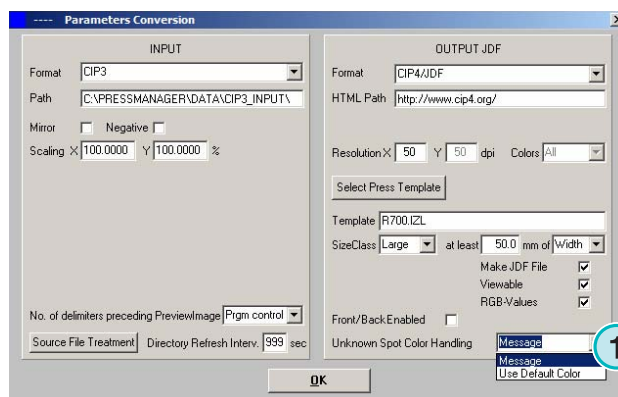 ---- Parameters Conversion
INPUT
Format CIP3
Path C:\PRESSMANAGER\DATA\CIP3_INPUT\
Mirror Negative
Scaling X 100.0000 Y 100.0000 %
No. of delimiters preceding PreviewImage Prgm control
Source File Treatment Directory Refresh Interv. 999 sec
OUTPUT JDF
Format CIP4/JDF
HTML Path http://www.cip4.org/
Resolution X 50 Y 50 dpi Colors All
Select Press Template
Template R700.IZL
SizeClass Large at least 50.0 mm of Width
Make JDF File
Viewable
RGB-Values
Front/Back Enabled
Unknown Spot Color Handling Message
Message
Use Default Color
1
OK